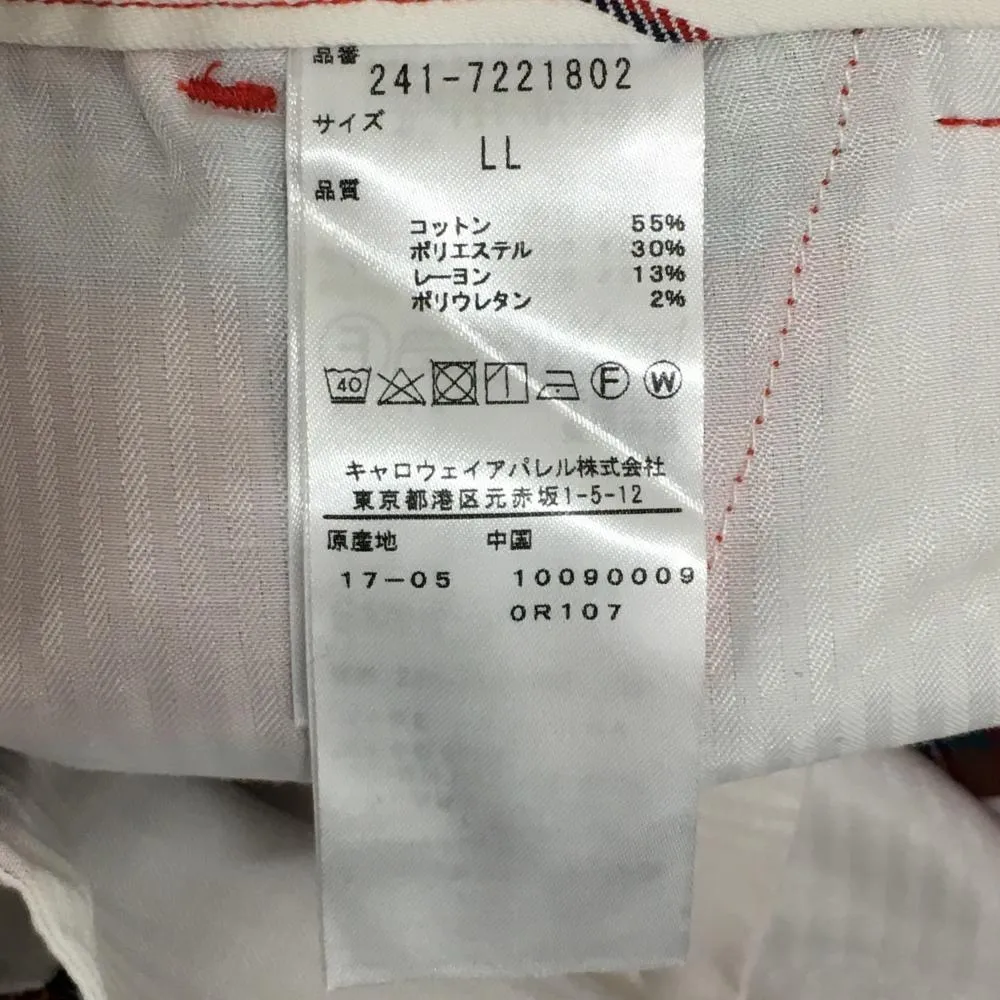 品番
241-7221802
サイズ
LL
品質
コットン 55%
ポリエステル 30%
レーヨン 13%
ポリウレタン 2%
40 F W
キャロウェイアパレル株式会社
東京都港区元赤坂1-5-12
原産地 中国
17-05 10090009
0R107